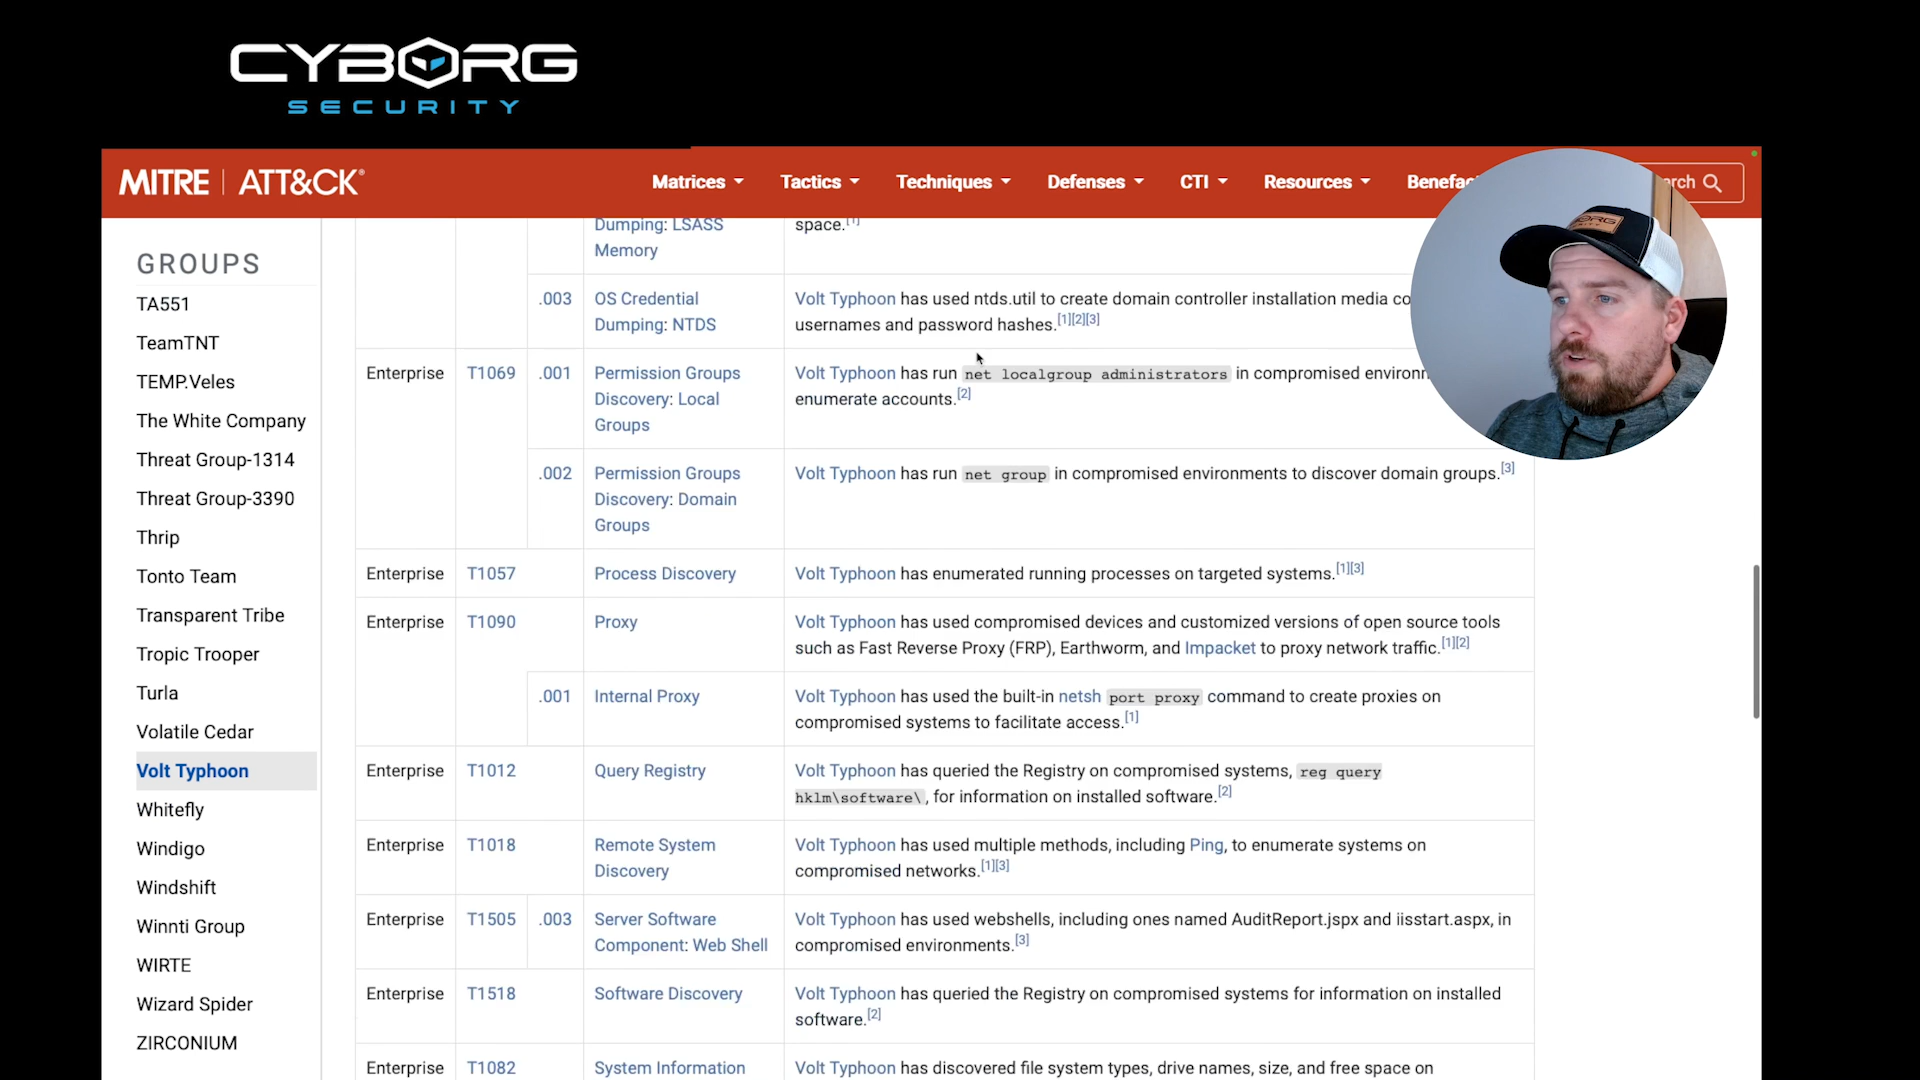 CYBORG
SECURITY
MITRE | ATT&CK®
Matrices
Tactics
Techniques
Defenses
CTI
Resources
GROUPS
TA551
TeamTNT
TEMP.Veles
The White Company
Threat Group-1314
Threat Group-3390
Thrip
Tonto Team
Transparent Tribe
Tropic Trooper
Turla
Volatile Cedar
Volt Typhoon
Whitefly
Windigo
Windshift
Winnti Group
WIRTE
Wizard Spider
ZIRCONIUM
Dumping: LSASS
Memory
space.[1]
.003
OS Credential
Dumping: NTDS
Volt Typhoon has used ntds.util to create domain controller installation media
usernames and password hashes.[1][2][3]
Enterprise
T1069
.001
Permission Groups
Discovery: Local
Groups
Volt Typhoon has run net localgroup administrators in compromised
enumerate accounts.[2]
.002
Permission Groups
Discovery: Domain
Groups
Volt Typhoon has run net group in compromised environments to discover domain groups.[3]
Enterprise
T1057
Process Discovery
Volt Typhoon has enumerated running processes on targeted systems.[1][3]
Enterprise
T1090
Proxy
Volt Typhoon has used compromised devices and customized versions of open source tools
such as Fast Reverse Proxy (FRP), Earthworm, and Impacket to proxy network traffic.[1][2]
.001
Internal Proxy
Volt Typhoon has used the built-in netsh port proxy command to create proxies on
compromised systems to facilitate access.[1]
Enterprise
T1012
Query Registry
Volt Typhoon has queried the Registry on compromised systems, reg query
hklm\software\, for information on installed software.[2]
Enterprise
T1018
Remote System
Discovery
Volt Typhoon has used multiple methods, including Ping, to enumerate systems on
compromised networks.[1][3]
Enterprise
T1505
.003
Server Software
Component: Web Shell
Volt Typhoon has used webshells, including ones named AuditReport.jspx and iisstart.aspx, in
compromised environments.[3]
Enterprise
T1518
Software Discovery
Volt Typhoon has queried the Registry on compromised systems for information on installed
software.[2]
Enterprise
T1082
System Information
Volt Typhoon has discovered file system types, drive names, size, and free space on